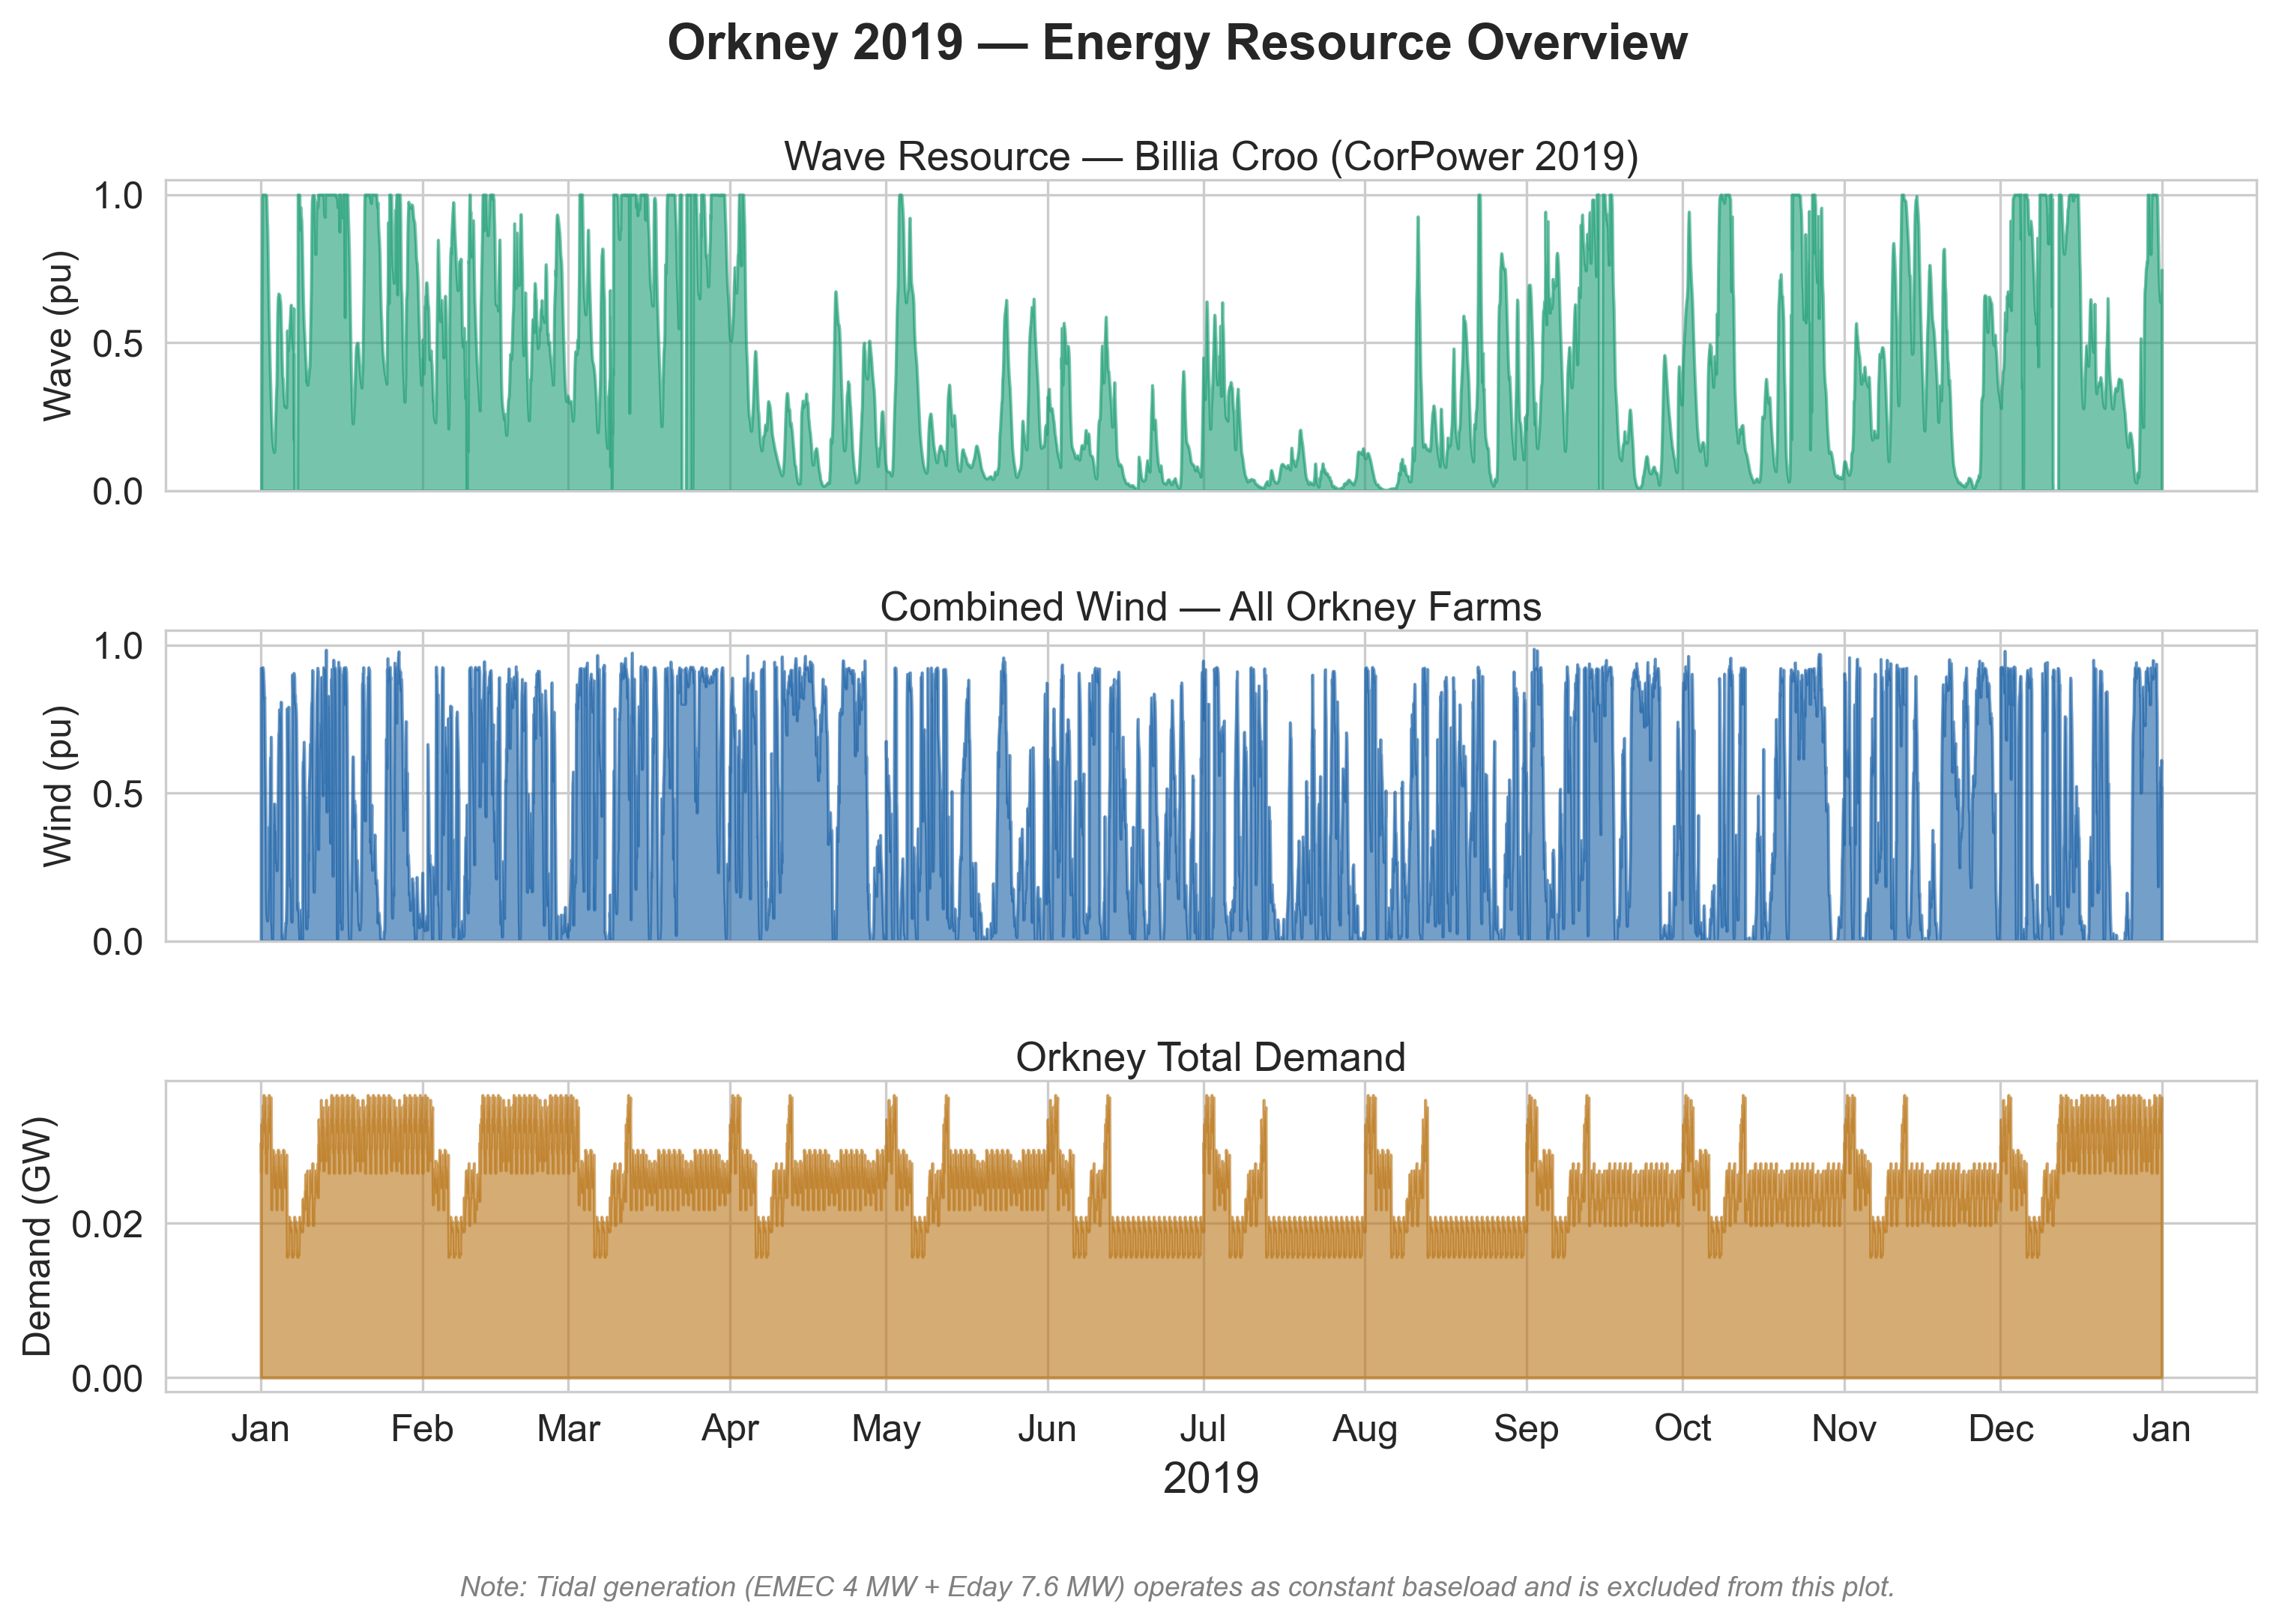 Orkney 2019 — Energy Resource Overview
Wave Resource — Billia Croo (CorPower 2019)
Wave (pu)
1.0
0.5
0.0
Combined Wind — All Orkney Farms
Wind (pu)
1.0
0.5
0.0
Orkney Total Demand
Demand (GW)
0.02
0.00
Jan Feb Mar Apr May Jun Jul Aug Sep Oct Nov Dec Jan
2019
Note: Tidal generation (EMEC 4 MW + Eday 7.6 MW) operates as constant baseload and is excluded from this plot.